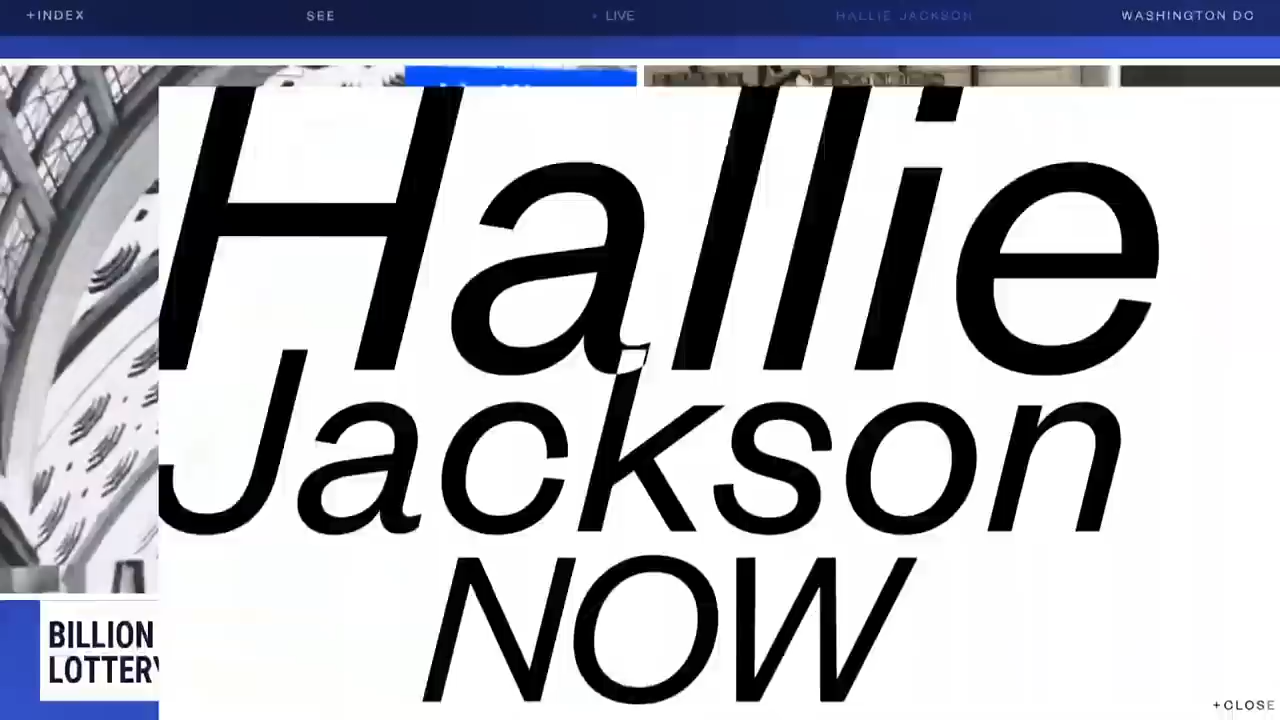 +INDEX
SEE
LIVE
HALLIE JACKSON
WASHINGTON DC
Hallie
Jackson
NOW
BILLION
LOTTERY
+CLOSE